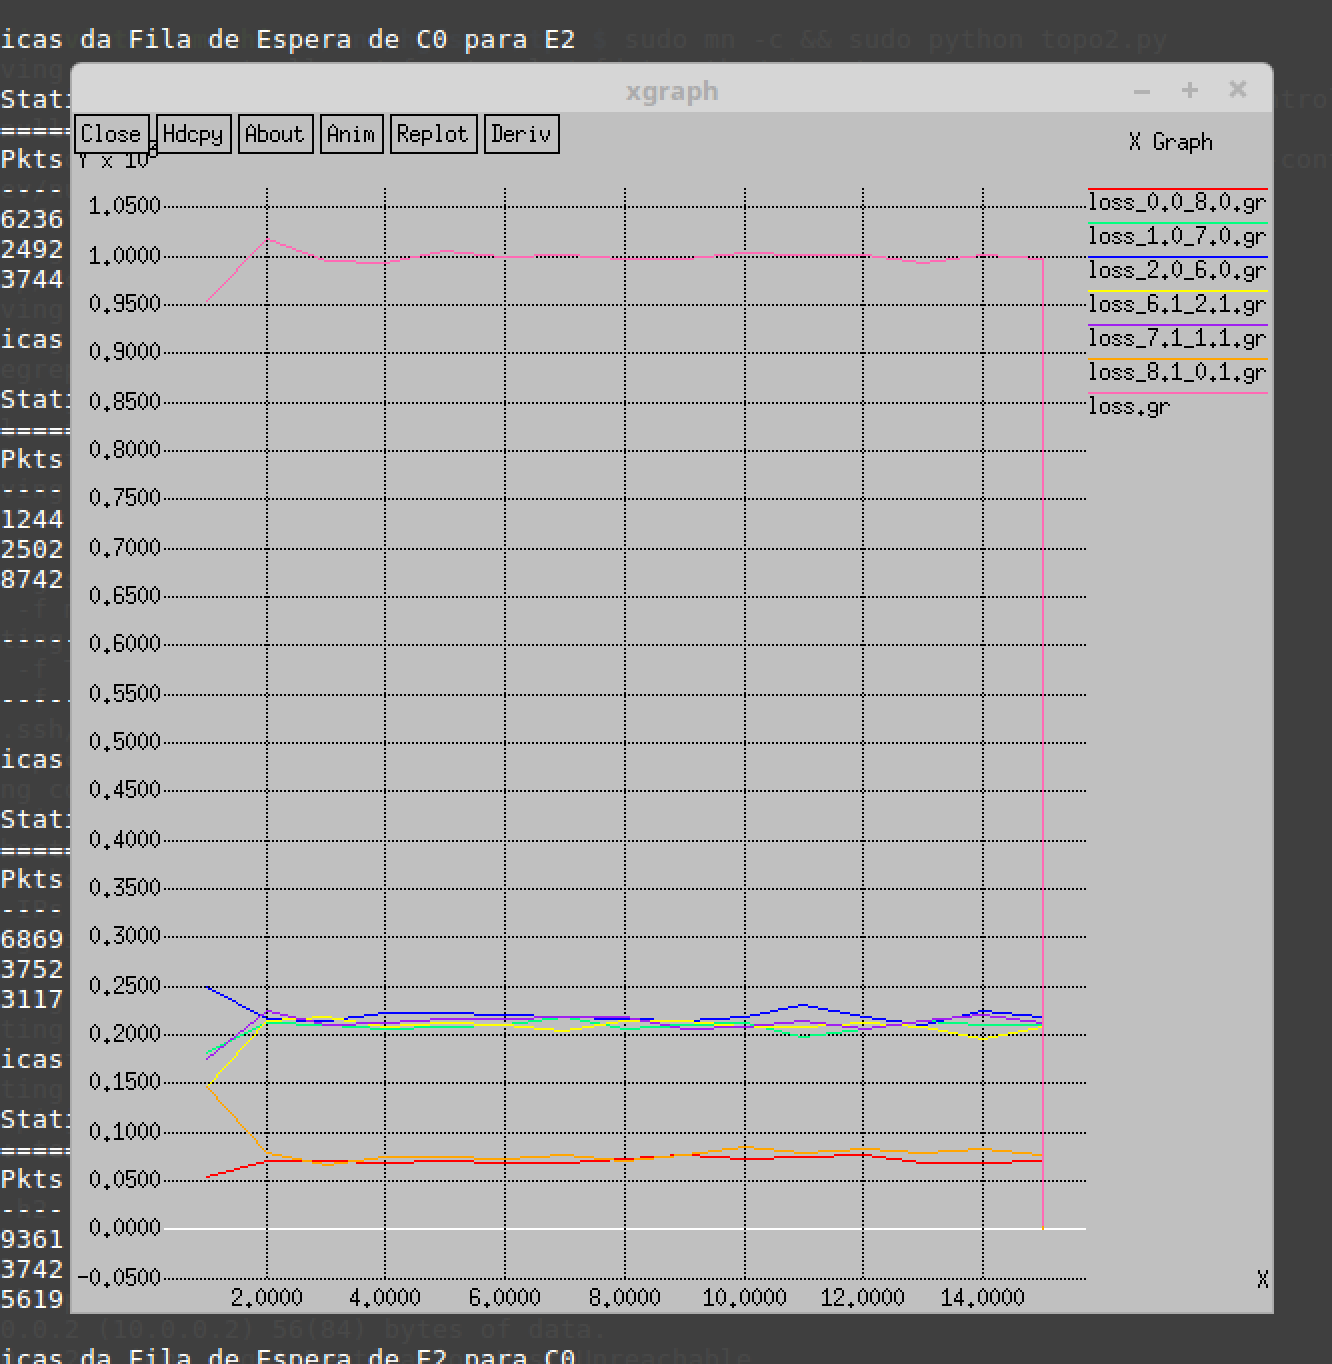 icas da Fila de Espera de C0 para E2
sudo mn -c && sudo python topo2.py
ving
xgraph
Stati
=====
Close Hdcpy About Anim Replot Deriv
X Graph
Pkts
Y x 10
----
loss_0.0_8.0.gr
loss_1.0_7.0.gr
loss_2.0_6.0.gr
loss_6.1_2.1.gr
loss_7.1_1.1.gr
loss_8.1_0.1.gr
loss.gr
1.0500
1.0000
0.9500
0.9000
0.8500
0.8000
0.7500
0.7000
0.6500
0.6000
0.5500
0.5000
0.4500
0.4000
0.3500
0.3000
0.2500
0.2000
0.1500
0.1000
0.0500
0.0000
-0.0500
2.0000 4.0000 6.0000 8.0000 10.0000 12.0000 14.0000
X
6236
2492
3744
icas
Stati
=====
Pkts
----
1244
2502
8742
-f
-----
-f
-----
.ssh/
icas
Stati
=====
Pkts
----
6869
3752
3117
icas
Stati
=====
Pkts
----
9361
3742
5619
0.0.2 (10.0.0.2) 56(84) bytes of data.
icas da Fila de Espera de E2 para C0